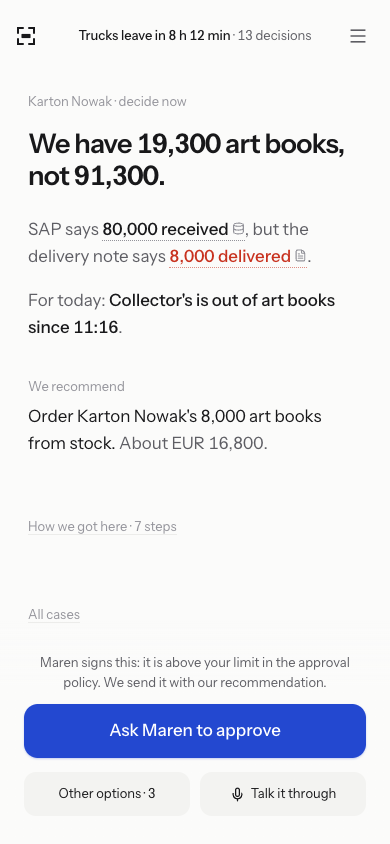 Trucks leave in 8 h 12 min · 13 decisions
Karton Nowak · decide now
We have 19,300 art books,
not 91,300.
SAP says 80,000 received, but the
delivery note says 8,000 delivered.
For today: Collector's is out of art books
since 11:16.
We recommend
Order Karton Nowak's 8,000 art books
from stock. About EUR 16,800.
How we got here · 7 steps
All cases
Maren signs this: it is above your limit in the approval
policy. We send it with our recommendation.
Ask Maren to approve
Other options · 3
Talk it through